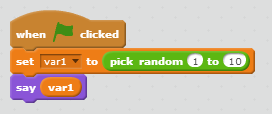 when clicked
set var1 to pick random 1 to 10
say var1